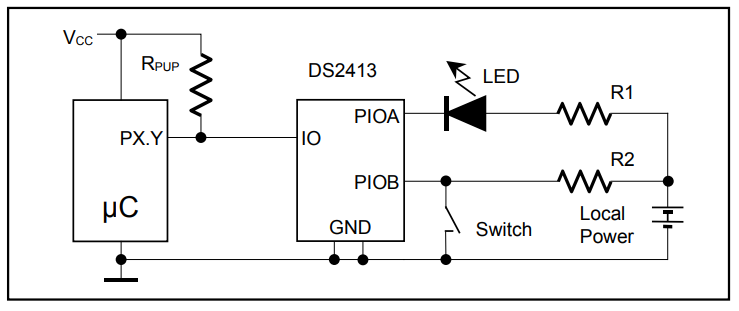 VCC
RPUP
DS2413
LED
R1
PIOA
PX.Y
IO
R2
PIOB
µC
GND
Switch
Local
Power